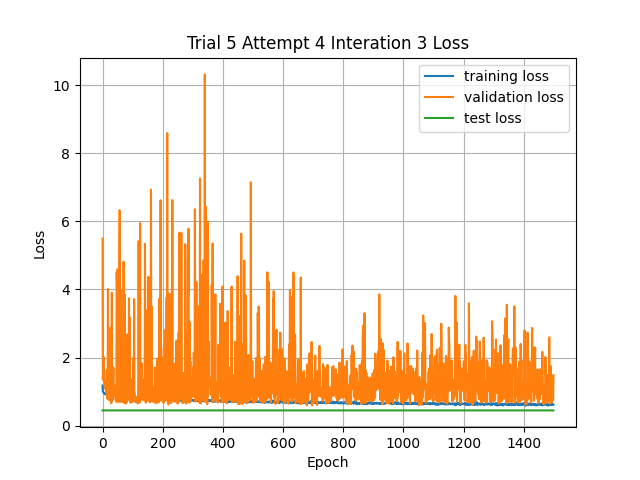 Trial 5 Attempt 4 Interation 3 Loss
training loss
validation loss
test loss
10
8
6
4
2
0
Loss
0 200 400 600 800 1000 1200 1400
Epoch